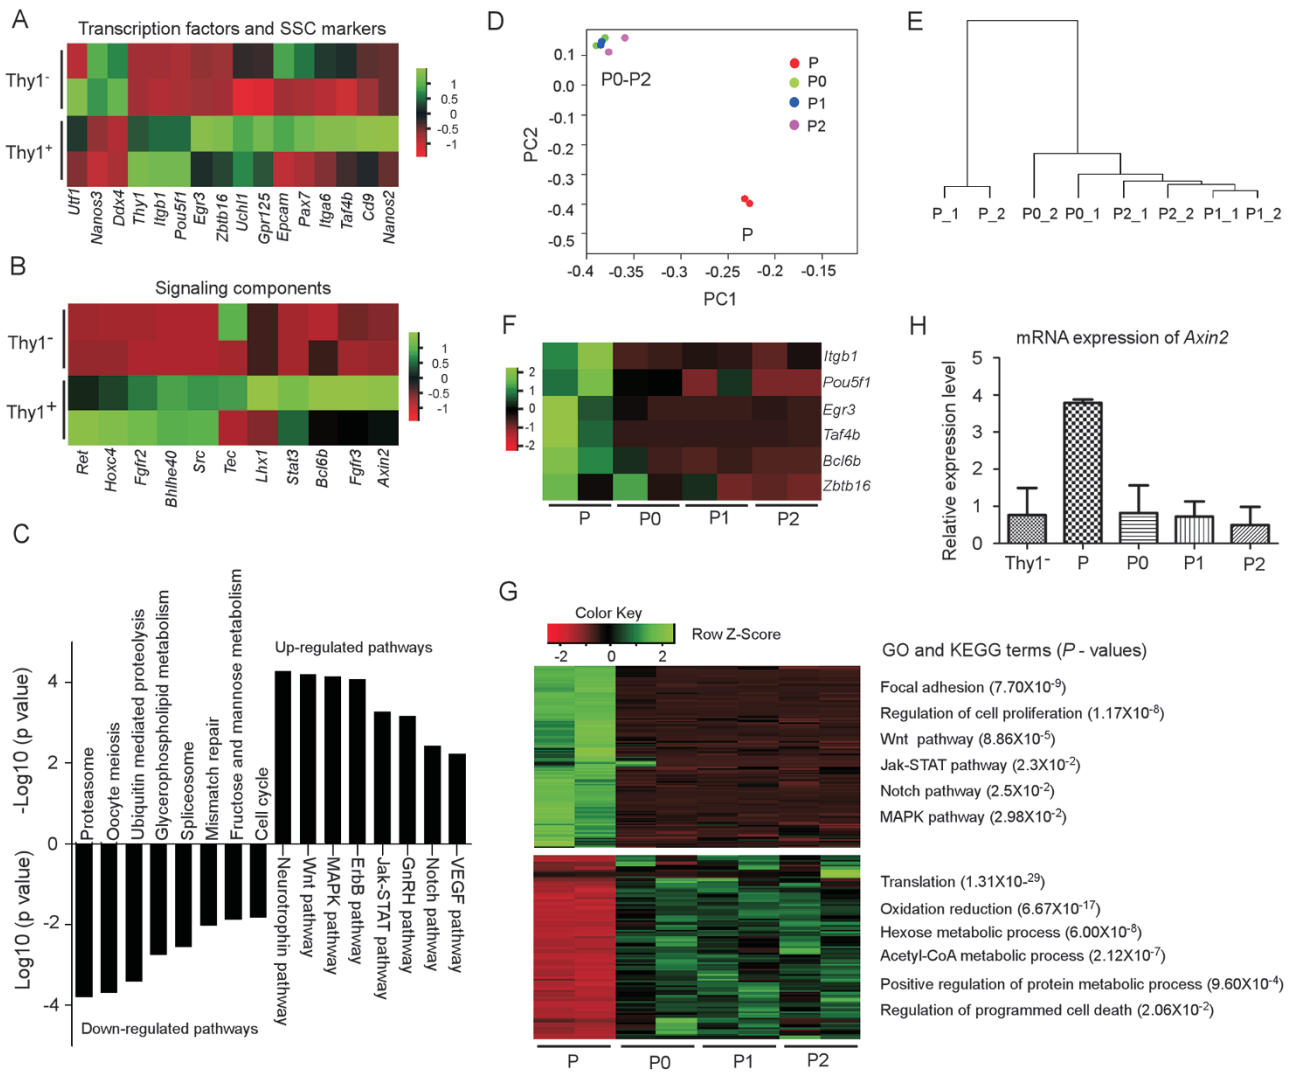 A
Transcription factors and SSC markers
Thy1-
Thy1+
1
0.5
0
-0.5
-1
Utf1
Nanos3
Ddx4
Thy1
Itgb1
Pou5f1
Egr3
Zbtb16
Uchl1
Gpr125
Epcam
Pax7
Itga6
Taf4b
Cd9
Nanos2
B
Signaling components
Thy1-
Thy1+
1
0.5
0
-0.5
-1
Ret
Hoxc4
Fgfr2
Bhlhe40
Src
Tec
Lhx1
Stat3
Bcl6b
Fgfr3
Axin2
C
-Log10 (p value)
Log10 (p value)
4
2
0
-2
-4
Proteasome
Oocyte meiosis
Ubiquitin mediated proteolysis
Glycerophospholipid metabolism
Spliceosome
Mismatch repair
Fructose and mannose metabolism
Cell cycle
Up-regulated pathways
Neurotrophin pathway
Wnt pathway
MAPK pathway
ErbB pathway
Jak-STAT pathway
GnRH pathway
Notch pathway
VEGF pathway
Down-regulated pathways
D
PC2
0.1
0.0
-0.1
-0.2
-0.3
-0.4
-0.5
P0-P2
P
P
P0
P1
P2
-0.4
-0.35
-0.3
-0.25
-0.2
-0.15
PC1
E
P_1
P_2
P0_2
P0_1
P2_1
P2_2
P1_1
P1_2
F
2
1
0
-1
-2
Itgb1
Pou5f1
Egr3
Taf4b
Bcl6b
Zbtb16
P
P0
P1
P2
H
mRNA expression of Axin2
Relative expression level
5
4
3
2
1
0
Thy1-
P
P0
P1
P2
G
Color Key
-2
0
2
Row Z-Score
GO and KEGG terms (P - values)
Focal adhesion (7.70X10-9)
Regulation of cell proliferation (1.17X10-8)
Wnt pathway (8.86X10-5)
Jak-STAT pathway (2.3X10-2)
Notch pathway (2.5X10-2)
MAPK pathway (2.98X10-2)
Translation (1.31X10-29)
Oxidation reduction (6.67X10-17)
Hexose metabolic process (6.00X10-8)
Acetyl-CoA metabolic process (2.12X10-7)
Positive regulation of protein metabolic process (9.60X10-4)
Regulation of programmed cell death (2.06X10-2)
P
P0
P1
P2